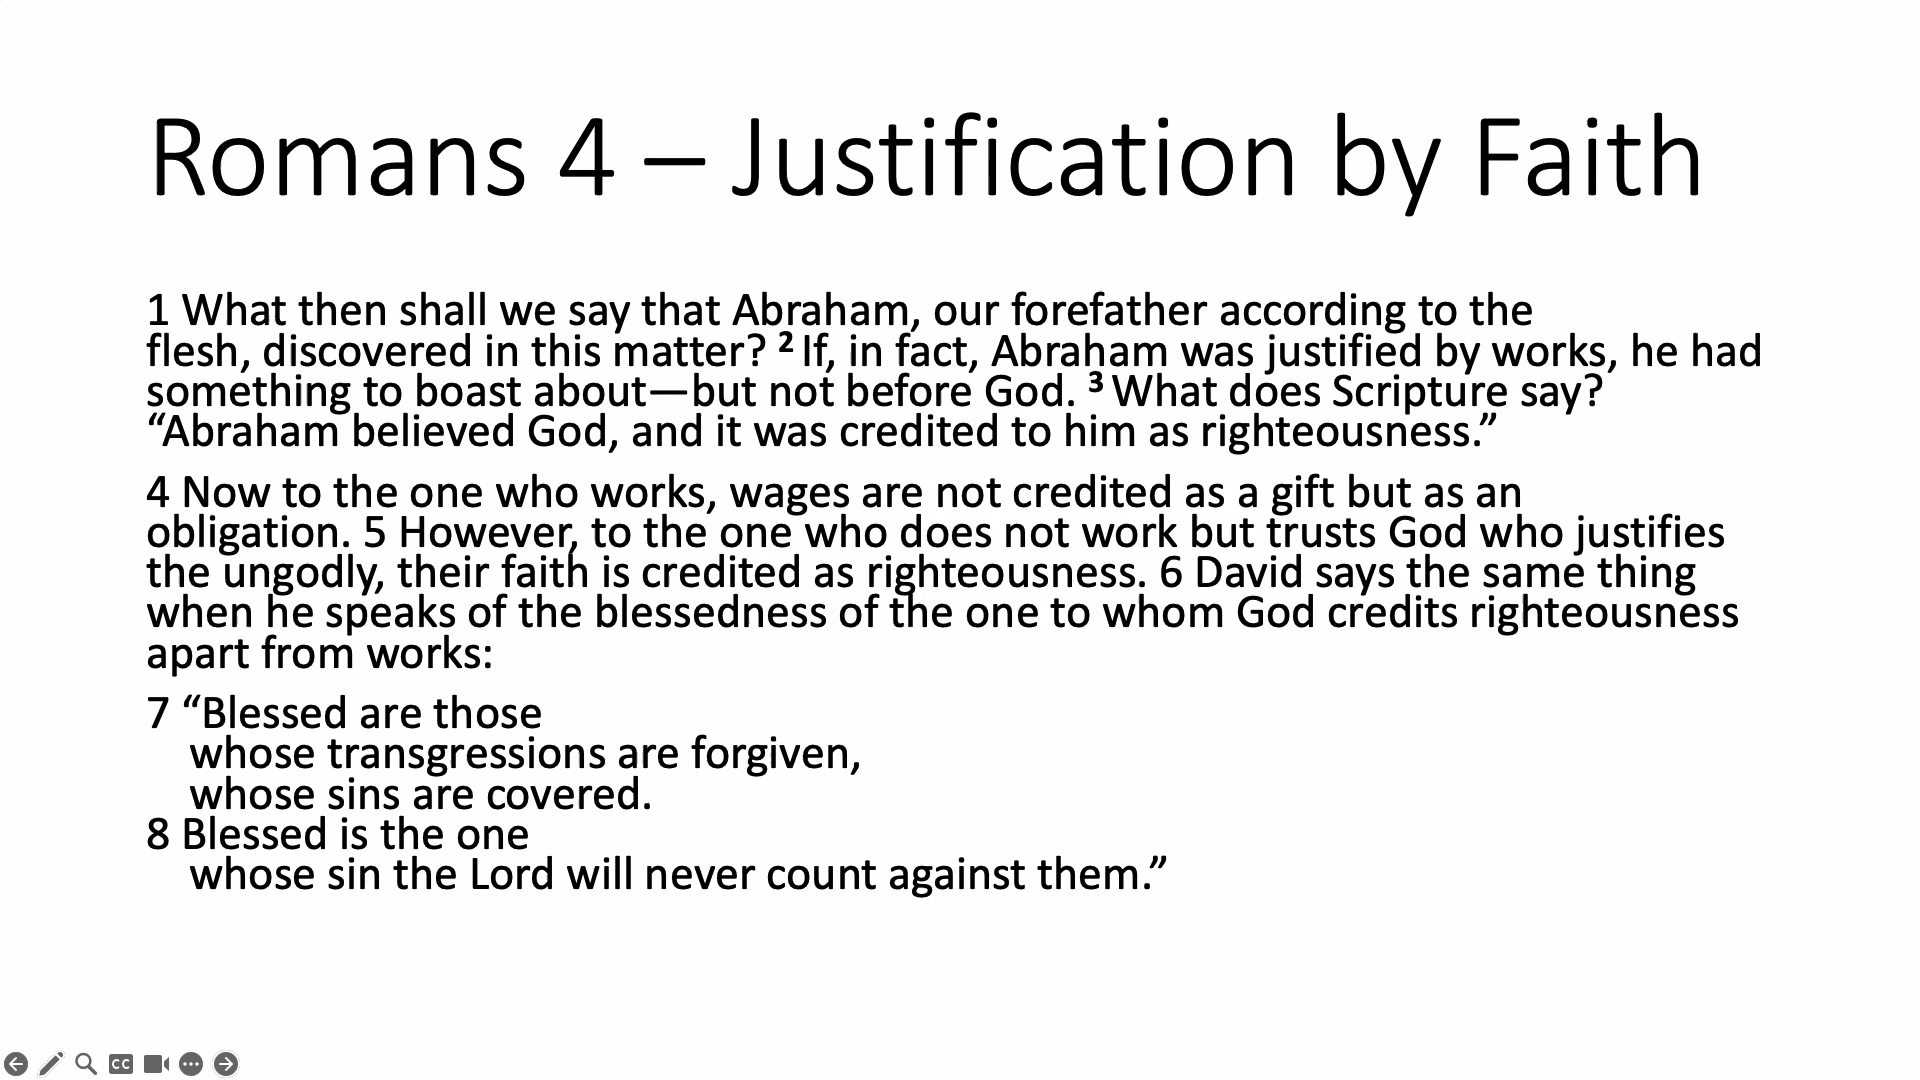 Romans 4 – Justification by Faith
1 What then shall we say that Abraham, our forefather according to the
flesh, discovered in this matter? ² If, in fact, Abraham was justified by works, he had
something to boast about—but not before God. ³ What does Scripture say?
“Abraham believed God, and it was credited to him as righteousness.”
4 Now to the one who works, wages are not credited as a gift but as an
obligation. 5 However, to the one who does not work but trusts God who justifies
the ungodly, their faith is credited as righteousness. 6 David says the same thing
when he speaks of the blessedness of the one to whom God credits righteousness
apart from works:
7 “Blessed are those
whose transgressions are forgiven,
whose sins are covered.
8 Blessed is the one
whose sin the Lord will never count against them.”
CC